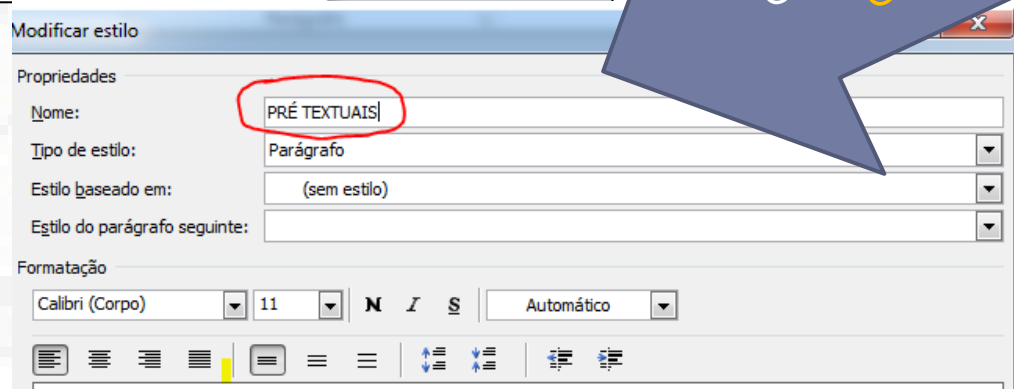 Modificar estilo
Propriedades
Nome: PRÉ TEXTUAIS
Tipo de estilo: Parágrafo
Estilo baseado em: (sem estilo)
Estilo do parágrafo seguinte:
Formatação
Calibri (Corpo) 11 N I S Automático